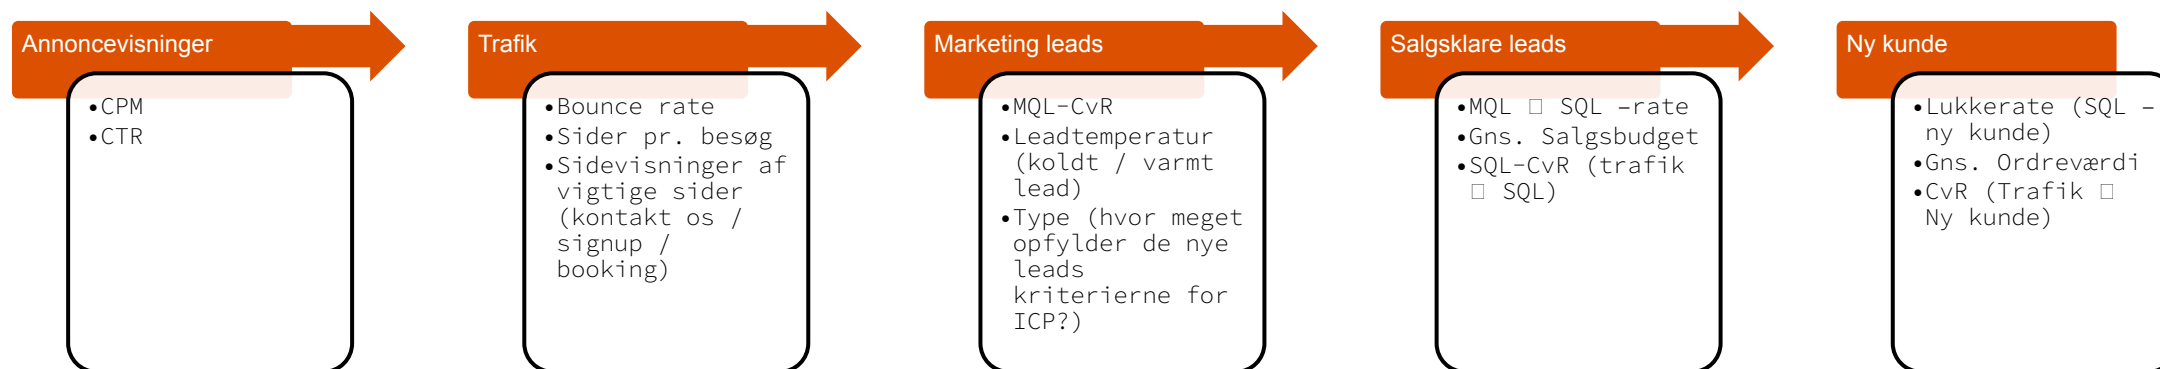 Annoncevisninger
•CPM
•CTR
Trafik
•Bounce rate
•Sider pr. besøg
•Sidevisninger af
vigtige sider
(kontakt os /
signup /
booking)
Marketing leads
•MQL-CvR
•Leadtemperatur
(koldt / varmt
lead)
•Type (hvor meget
opfylder de nye
leads
kriterierne for
ICP?)
Salgsklare leads
•MQL □ SQL –rate
•Gns. Salgsbudget
•SQL-CvR (trafik
□ SQL)
Ny kunde
•Lukkerate (SQL –
ny kunde)
•Gns. Ordreværdi
•CvR (Trafik □
Ny kunde)